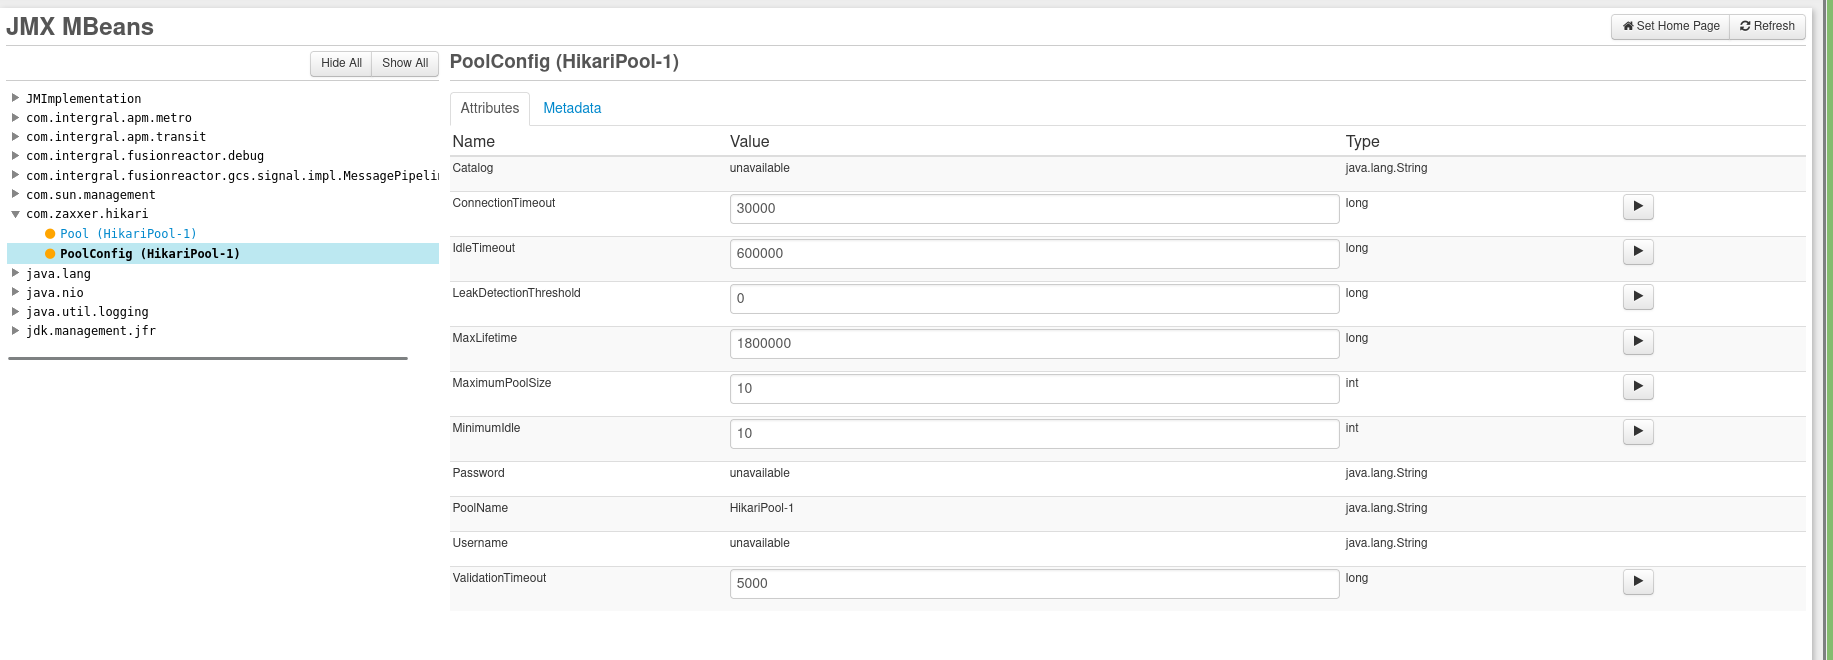 JMX MBeans
Set Home Page Refresh
Hide All Show All
JMImplementation
com.intergral.apm.metro
com.intergral.apm.transit
com.intergral.fusionreactor.debug
com.intergral.fusionreactor.gcs.signal.impl.MessagePipelin
com.sun.management
com.zaxxer.hikari
Pool (HikariPool-1)
PoolConfig (HikariPool-1)
java.lang
java.nio
java.util.logging
jdk.management.jfr
PoolConfig (HikariPool-1)
Attributes Metadata
Name Value Type
Catalog unavailable java.lang.String
ConnectionTimeout 30000 long
IdleTimeout 600000 long
LeakDetectionThreshold 0 long
MaxLifetime 1800000 long
MaximumPoolSize 10 int
MinimumIdle 10 int
Password unavailable java.lang.String
PoolName HikariPool-1 java.lang.String
Username unavailable java.lang.String
ValidationTimeout 5000 long